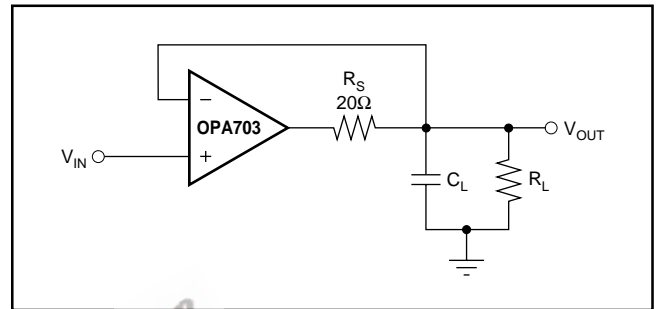 R_S
20Ω
−
OPA703
V_OUT
V_IN
+
C_L
R_L